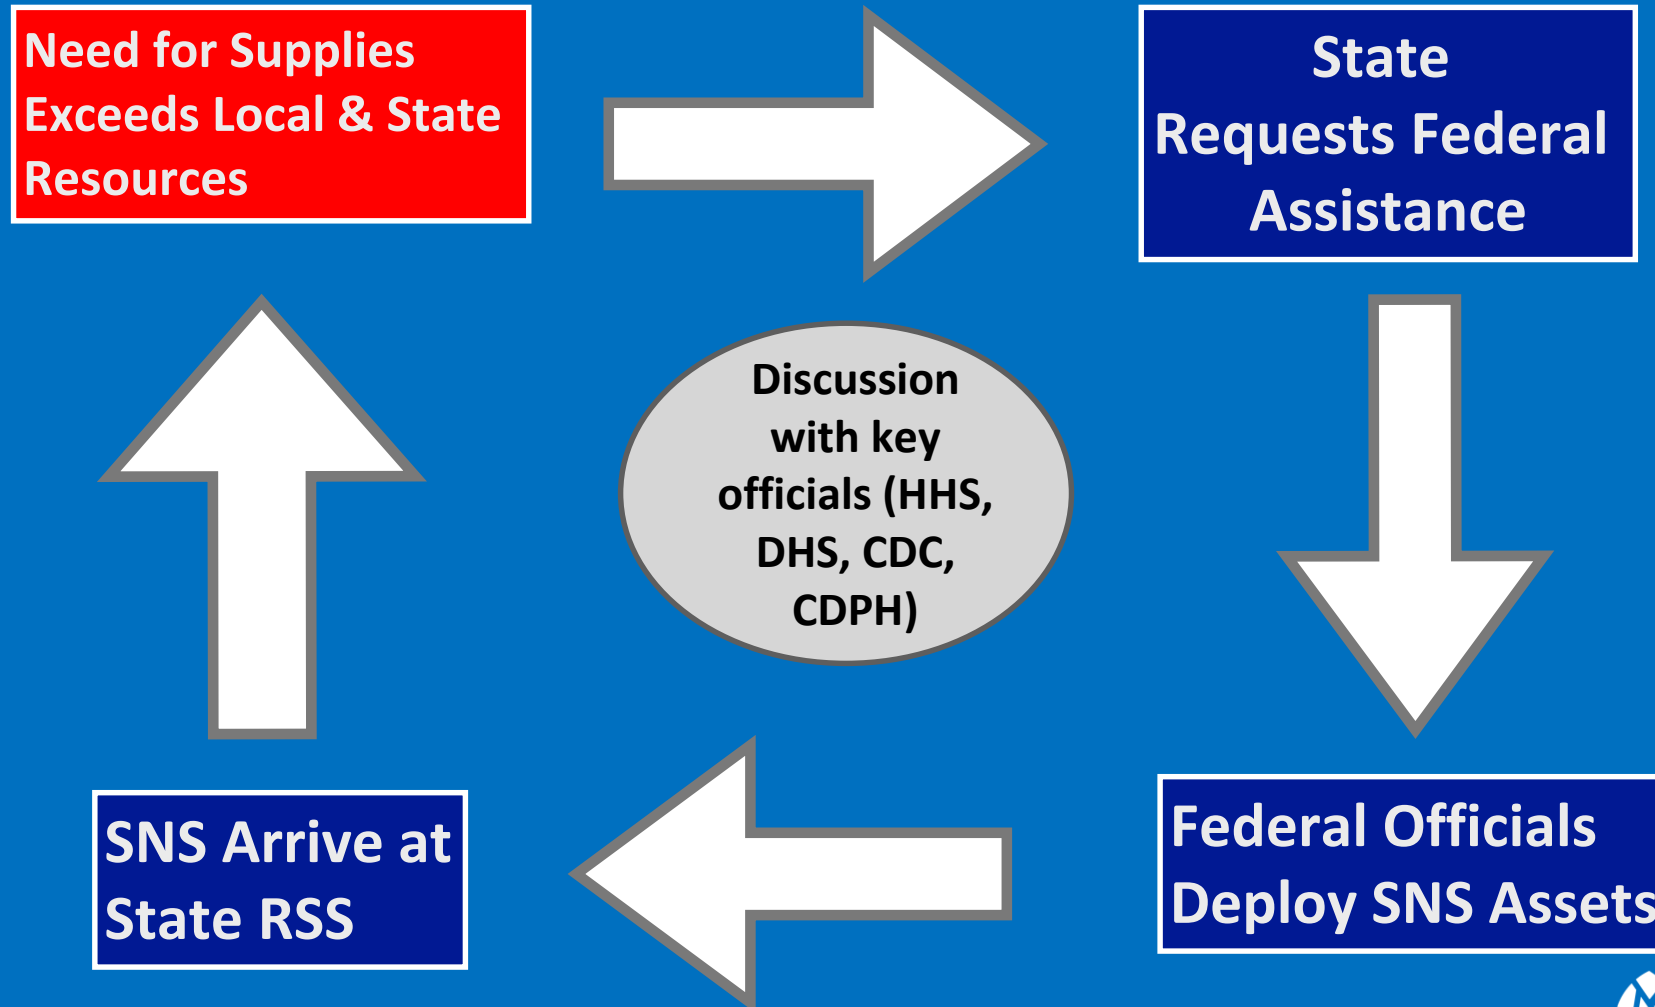 Need for Supplies
Exceeds Local & State
Resources
State
Requests Federal
Assistance
Discussion
with key
officials (HHS,
DHS, CDC,
CDPH)
SNS Arrive at
State RSS
Federal Officials
Deploy SNS Assets